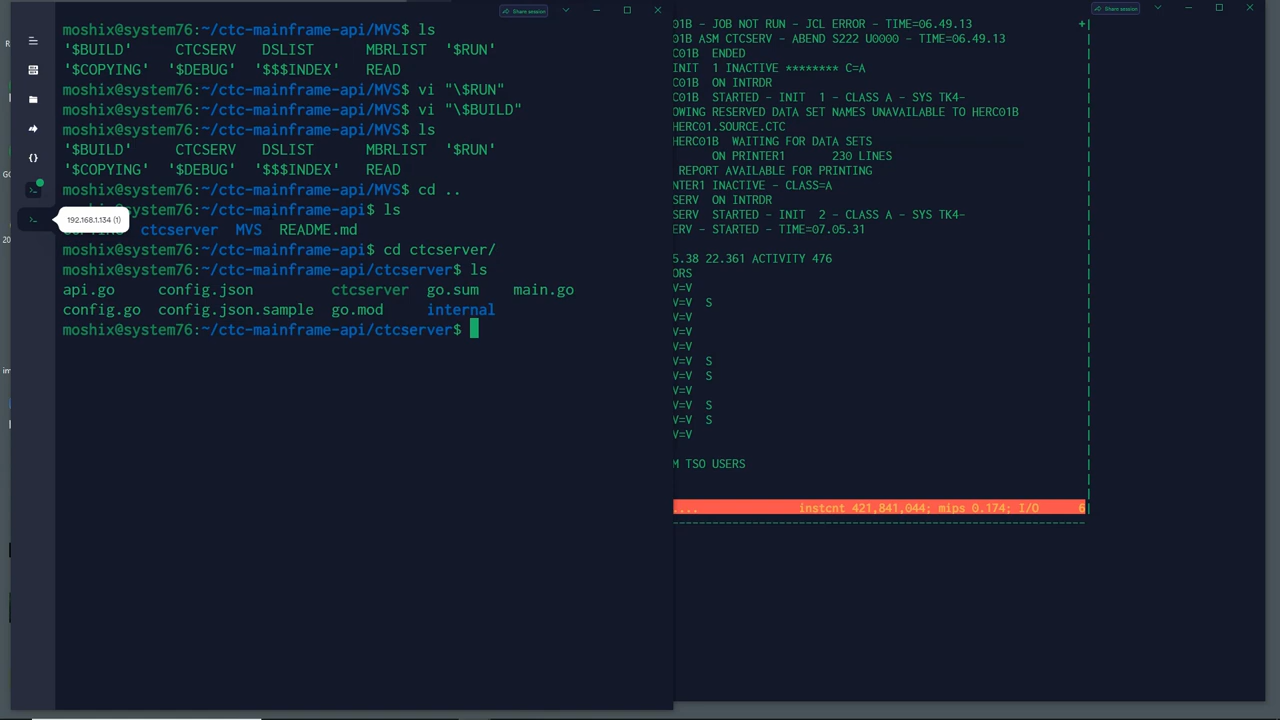 Share session
moshix@system76:~/ctc-mainframe-api/MVS$ ls
'$BUILD' CTCSERV DSLIST MBRLIST '$RUN'
'$COPYING' '$DEBUG' '$$$INDEX' READ
moshix@system76:~/ctc-mainframe-api/MVS$ vi "\$RUN"
moshix@system76:~/ctc-mainframe-api/MVS$ vi "\$BUILD"
moshix@system76:~/ctc-mainframe-api/MVS$ ls
'$BUILD' CTCSERV DSLIST MBRLIST '$RUN'
'$COPYING' '$DEBUG' '$$$INDEX' READ
moshix@system76:~/ctc-mainframe-api/MVS$ cd ..
moshix@system76:~/ctc-mainframe-api$ ls
192.168.1.134 (1)
ctcserver MVS README.md
moshix@system76:~/ctc-mainframe-api$ cd ctcserver/
moshix@system76:~/ctc-mainframe-api/ctcserver$ ls
api.go config.json ctcserver go.sum main.go
config.go config.json.sample go.mod internal
moshix@system76:~/ctc-mainframe-api/ctcserver$
Share session
C01B - JOB NOT RUN - JCL ERROR - TIME=06.49.13 +|
C01B ASM CTCSERV - ABEND S222 U0000 - TIME=06.49.13
C01B ENDED
INIT 1 INACTIVE ******** C=A
C01B ON INTRDR
C01B STARTED - INIT 1 - CLASS A - SYS TK4-
OWING RESERVED DATA SET NAMES UNAVAILABLE TO HERC01B
HERC01.SOURCE.CTC
HERC01B WAITING FOR DATA SETS
ON PRINTER1 230 LINES
REPORT AVAILABLE FOR PRINTING
NTER1 INACTIVE - CLASS=A
SERV ON INTRDR
SERV STARTED - INIT 2 - CLASS A - SYS TK4-
SERV - STARTED - TIME=07.05.31
5.38 22.361 ACTIVITY 476
ORS
V=V
V=V S
V=V
V=V
V=V
V=V S
V=V S
V=V
V=V S
V=V S
V=V
M TSO USERS
.... instcnt 421,841,044; mips 0.174; I/O 6|